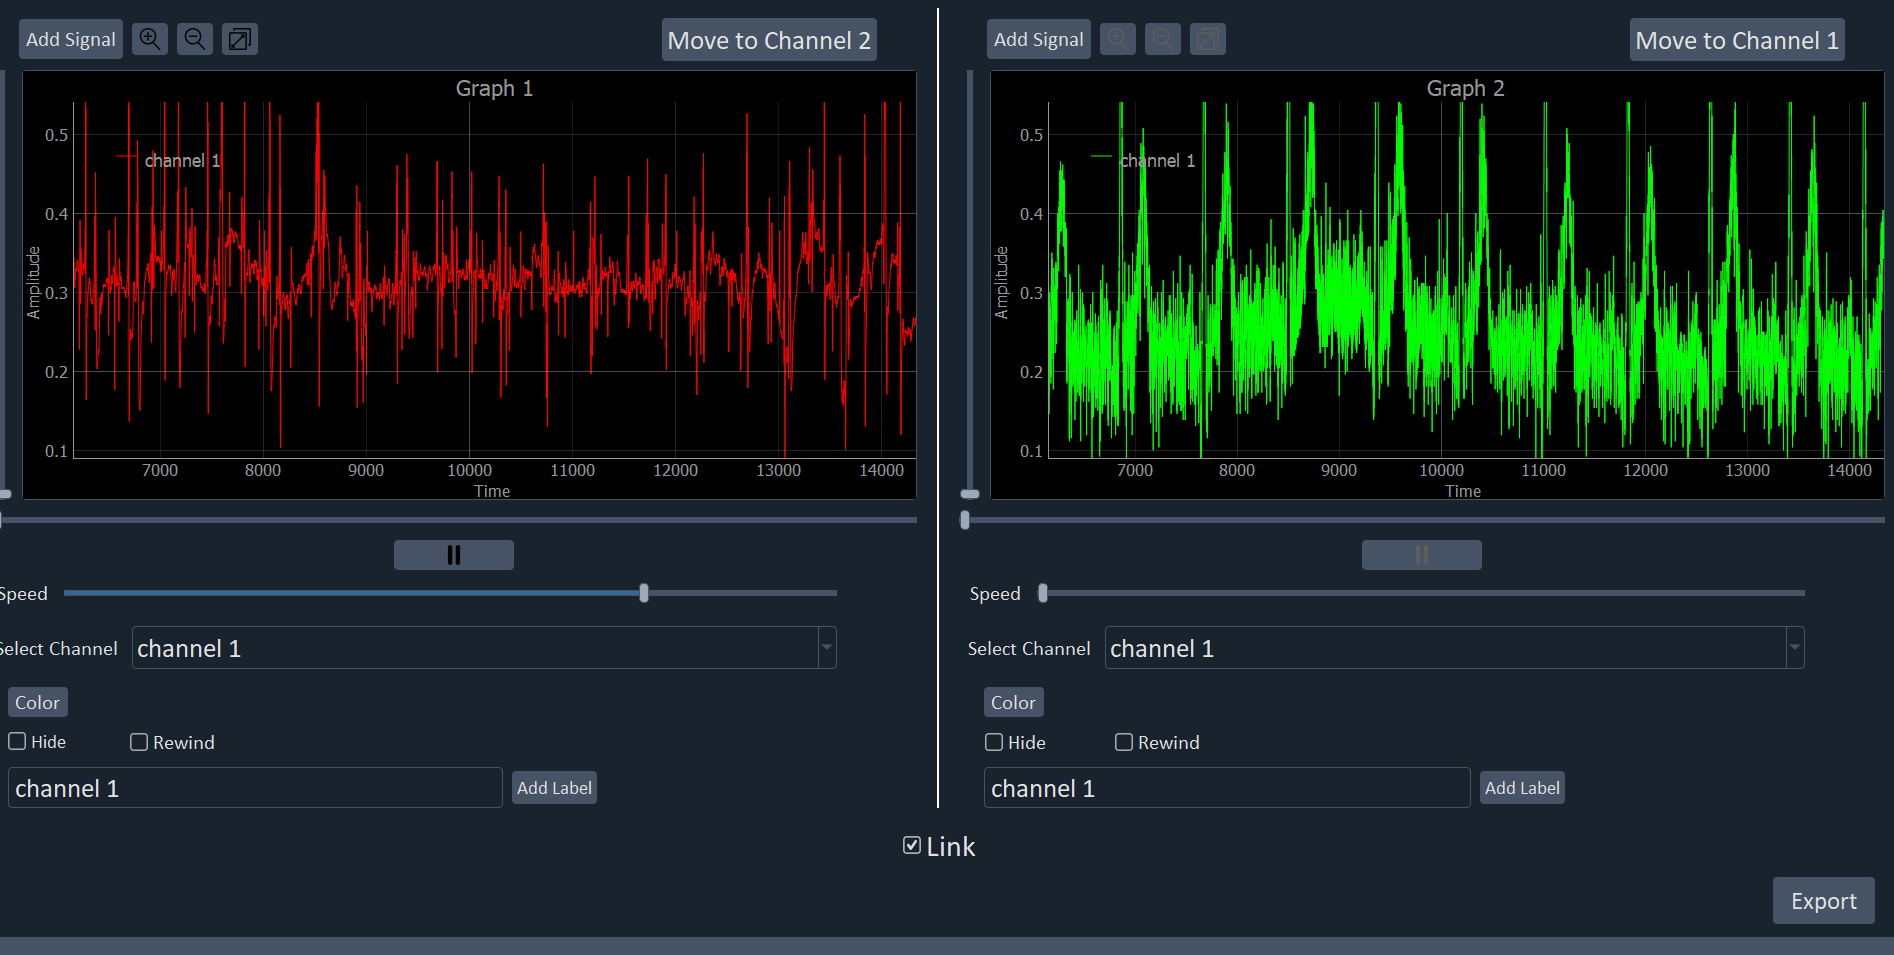 Add Signal
Move to Channel 2
Graph 1
0.5
channel 1
0.4
Amplitude
0.3
0.2
0.1
7000 8000 9000 10000 11000 12000 13000 14000
Time
Speed
Select Channel channel 1
Color
Hide Rewind
channel 1 Add Label
Add Signal
Move to Channel 1
Graph 2
0.5
channel 1
0.4
Amplitude
0.3
0.2
0.1
7000 8000 9000 10000 11000 12000 13000 14000
Time
Speed
Select Channel channel 1
Color
Hide Rewind
channel 1 Add Label
Link
Export